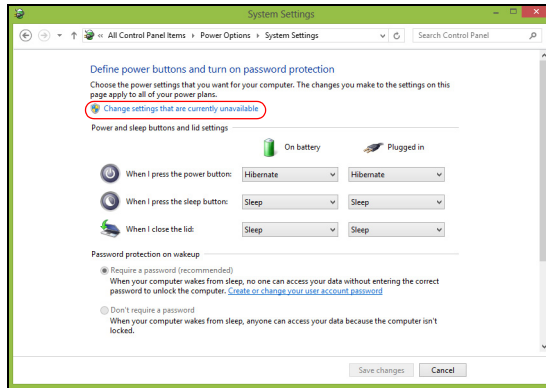 System Settings
« All Control Panel Items ▸ Power Options ▸ System Settings
Search Control Panel
Define power buttons and turn on password protection
Choose the power settings that you want for your computer. The changes you make to the settings on this
page apply to all of your power plans.
Change settings that are currently unavailable
Power and sleep buttons and lid settings
On battery Plugged in
When I press the power button: Hibernate Hibernate
When I press the sleep button: Sleep Sleep
When I close the lid: Sleep Sleep
Password protection on wakeup
Require a password (recommended)
When your computer wakes from sleep, no one can access your data without entering the correct
password to unlock the computer. Create or change your user account password
Don't require a password
When your computer wakes from sleep, anyone can access your data because the computer isn't
locked.
Save changes Cancel